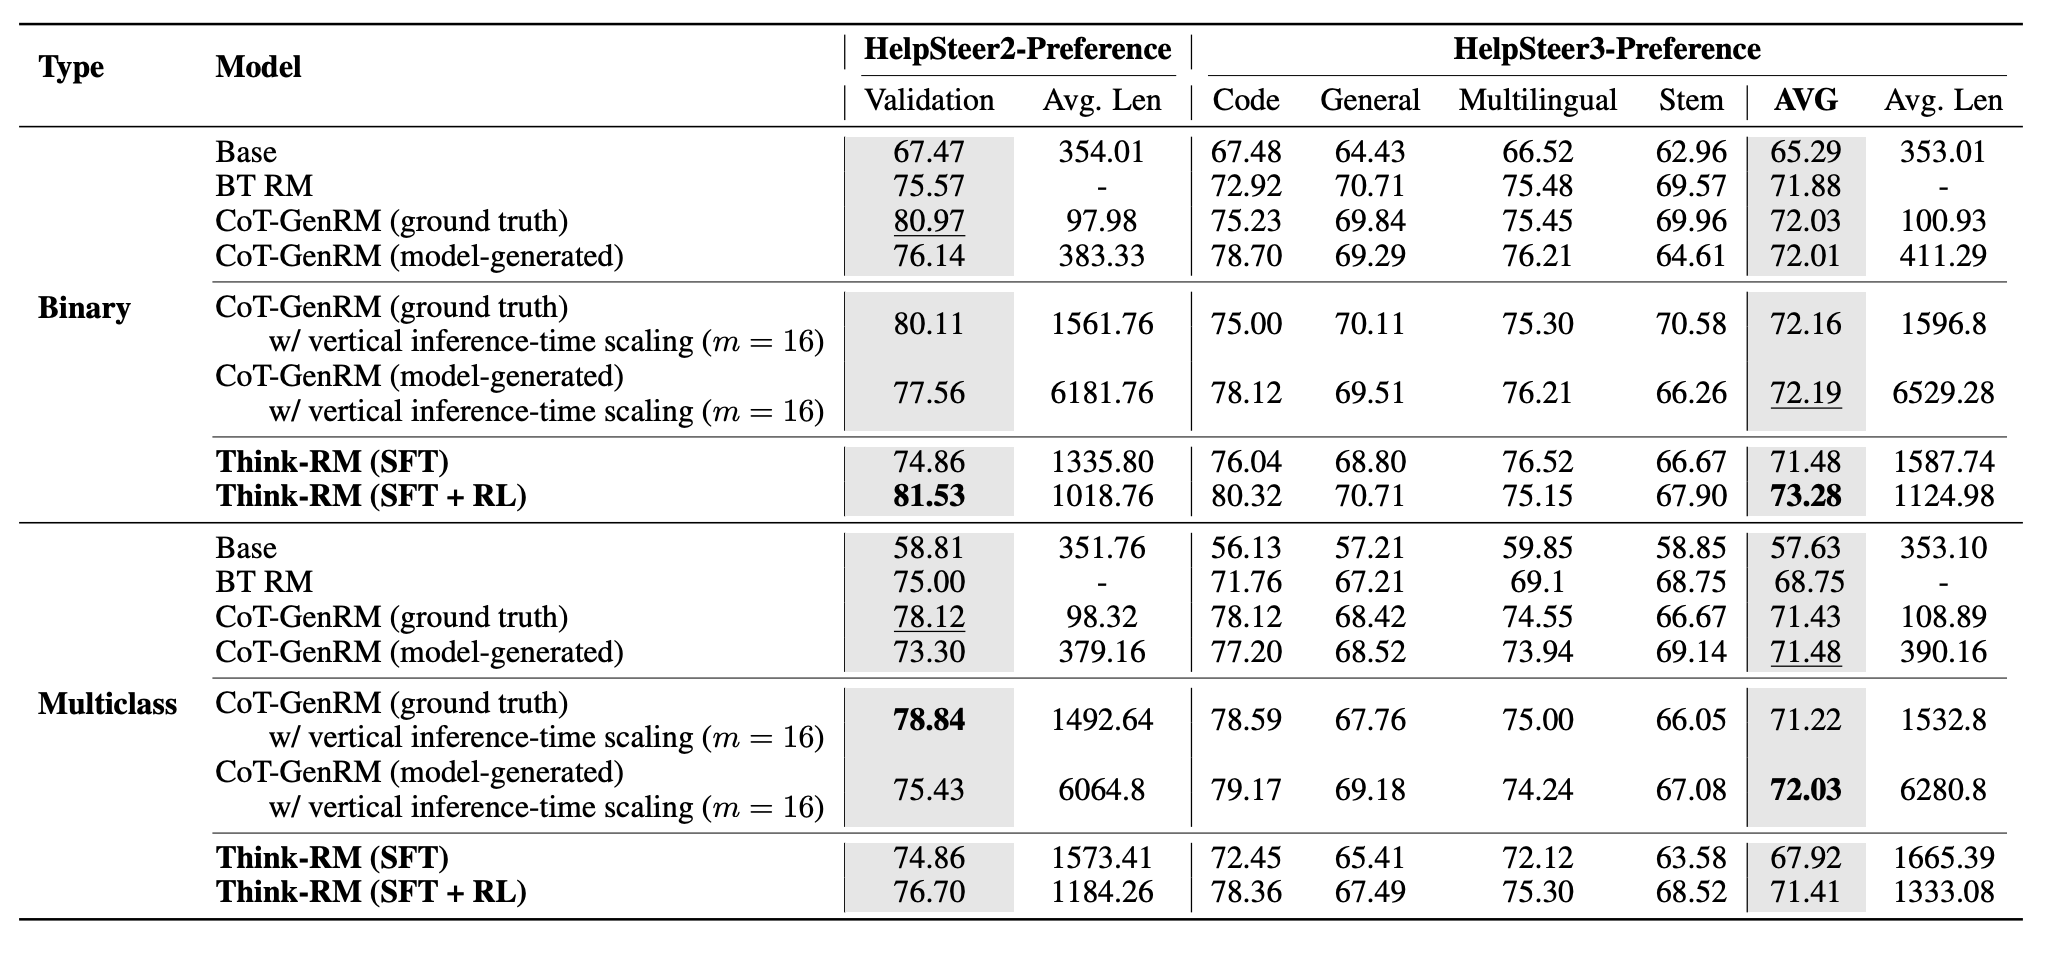 Type Model HelpSteer2-Preference HelpSteer3-Preference
Validation Avg. Len Code General Multilingual Stem AVG Avg. Len
Base 67.47 354.01 67.48 64.43 66.52 62.96 65.29 353.01
BT RM 75.57 - 72.92 70.71 75.48 69.57 71.88 -
CoT-GenRM (ground truth) 80.97 97.98 75.23 69.84 75.45 69.96 72.03 100.93
CoT-GenRM (model-generated) 76.14 383.33 78.70 69.29 76.21 64.61 72.01 411.29
Binary
CoT-GenRM (ground truth)
w/ vertical inference-time scaling (m = 16) 80.11 1561.76 75.00 70.11 75.30 70.58 72.16 1596.8
CoT-GenRM (model-generated)
w/ vertical inference-time scaling (m = 16) 77.56 6181.76 78.12 69.51 76.21 66.26 72.19 6529.28
Think-RM (SFT) 74.86 1335.80 76.04 68.80 76.52 66.67 71.48 1587.74
Think-RM (SFT + RL) 81.53 1018.76 80.32 70.71 75.15 67.90 73.28 1124.98
Base 58.81 351.76 56.13 57.21 59.85 58.85 57.63 353.10
BT RM 75.00 - 71.76 67.21 69.1 68.75 68.75 -
CoT-GenRM (ground truth) 78.12 98.32 78.12 68.42 74.55 66.67 71.43 108.89
CoT-GenRM (model-generated) 73.30 379.16 77.20 68.52 73.94 69.14 71.48 390.16
Multiclass
CoT-GenRM (ground truth)
w/ vertical inference-time scaling (m = 16) 78.84 1492.64 78.59 67.76 75.00 66.05 71.22 1532.8
CoT-GenRM (model-generated)
w/ vertical inference-time scaling (m = 16) 75.43 6064.8 79.17 69.18 74.24 67.08 72.03 6280.8
Think-RM (SFT) 74.86 1573.41 72.45 65.41 72.12 63.58 67.92 1665.39
Think-RM (SFT + RL) 76.70 1184.26 78.36 67.49 75.30 68.52 71.41 1333.08